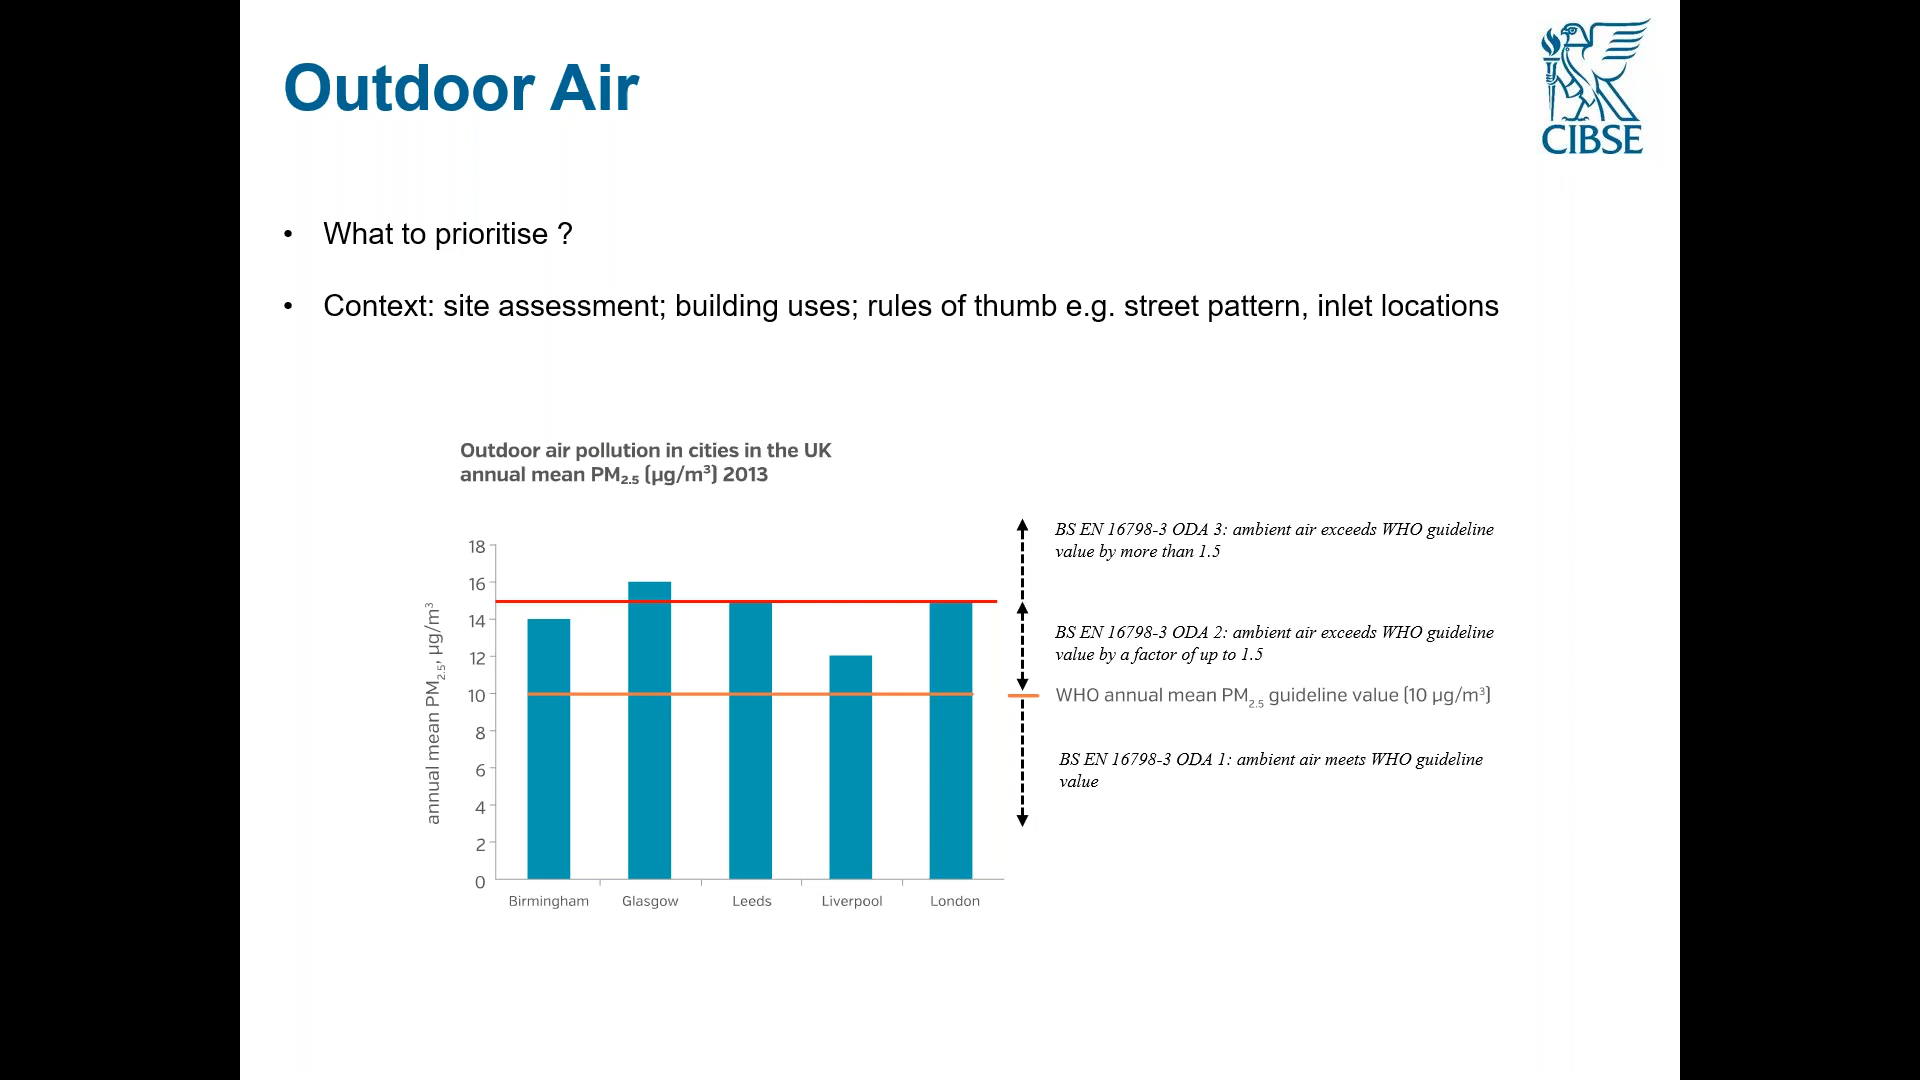 Outdoor Air
CIBSE
• What to prioritise ?
• Context: site assessment; building uses; rules of thumb e.g. street pattern, inlet locations
Outdoor air pollution in cities in the UK
annual mean PM2.5 (µg/m³) 2013
annual mean PM2.5, µg/m³
18
16
14
12
10
8
6
4
2
0
Birmingham Glasgow Leeds Liverpool London
BS EN 16798-3 ODA 3: ambient air exceeds WHO guideline
value by more than 1.5
BS EN 16798-3 ODA 2: ambient air exceeds WHO guideline
value by a factor of up to 1.5
WHO annual mean PM2.5 guideline value (10 µg/m³)
BS EN 16798-3 ODA 1: ambient air meets WHO guideline
value